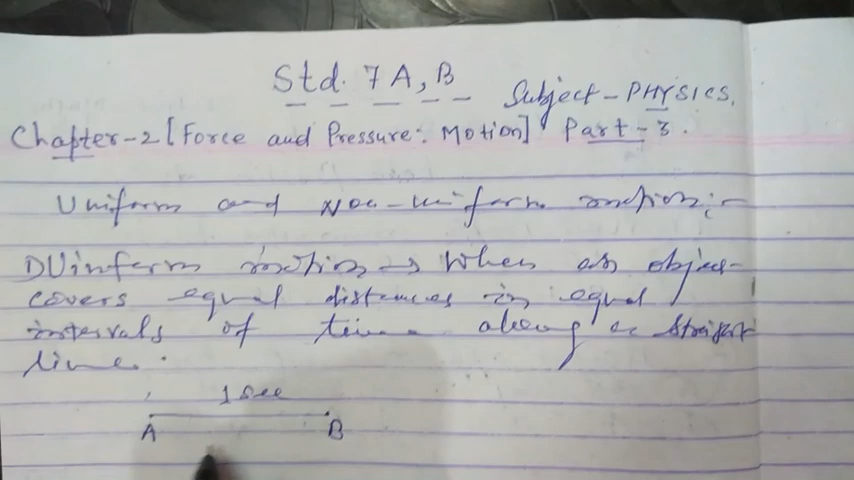 Std. 7 A, B
Subject - PHYSICS.
Chapter-2 [Force and Pressure: Motion] Part-3.
Uniform and Non-uniform motion:-
1) Uniform motion → When an object
covers equal distances in equal
intervals of time along a straight
line.
1 sec
A B